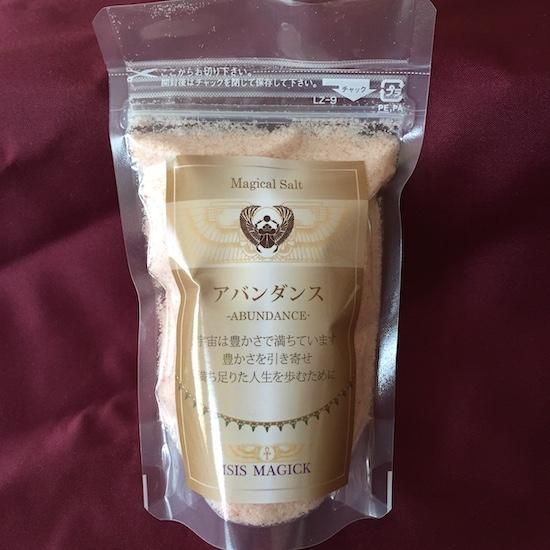 ここからお切り下さい。
開封後はチャックを閉じて保存して下さい。
チャック
LZ-9
プラ
PE,PA
Magical Salt
アバンダンス
-ABUNDANCE-
宇宙は豊かさで満ちています
豊かさを引き寄せ
満ち足りた人生を歩むために
ISIS MAGICK